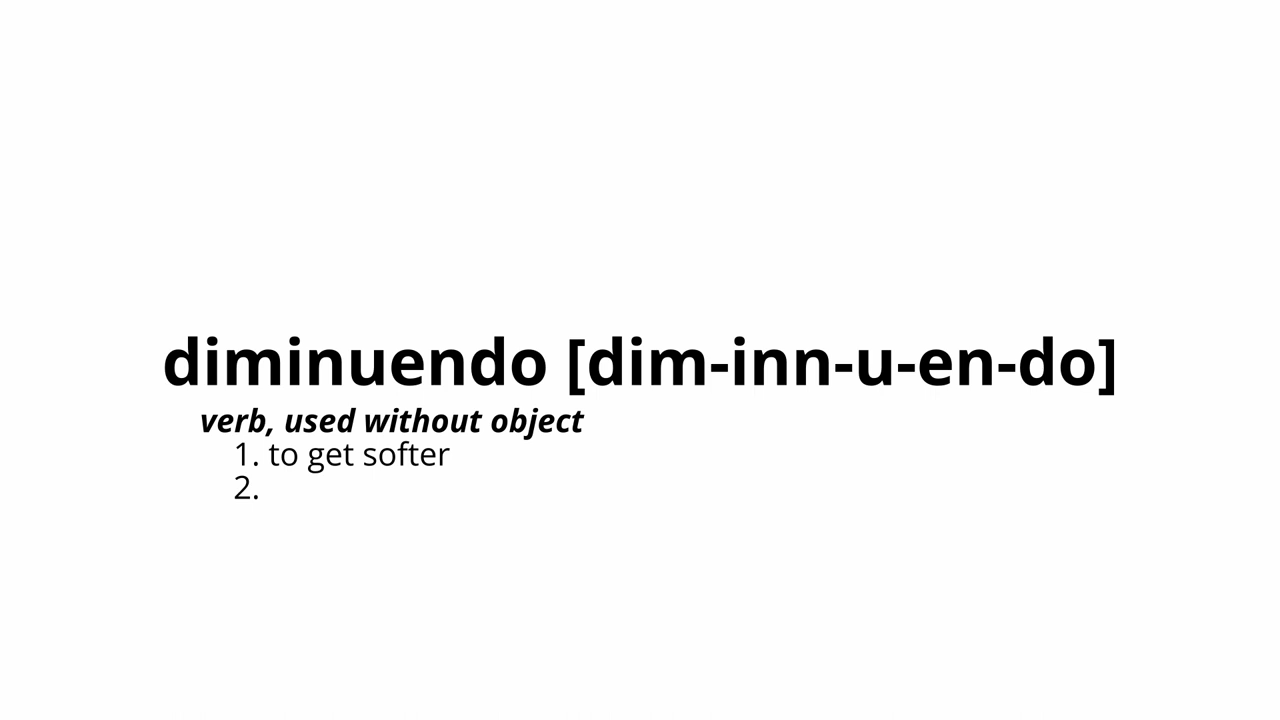 diminuendo [dim-inn-u-en-do]
verb, used without object
1. to get softer
2.